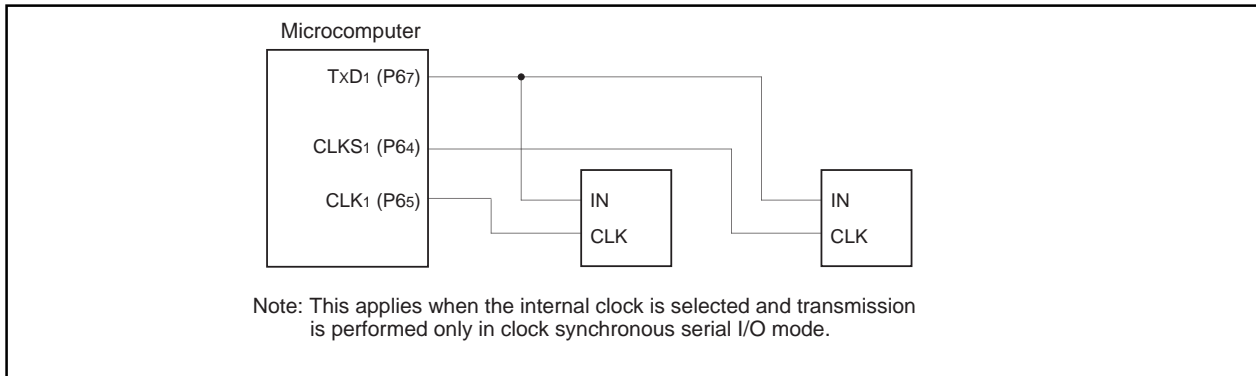 Microcomputer
TxD1 (P67)
CLKS1 (P64)
CLK1 (P65)
IN
CLK
IN
CLK
Note: This applies when the internal clock is selected and transmission
is performed only in clock synchronous serial I/O mode.